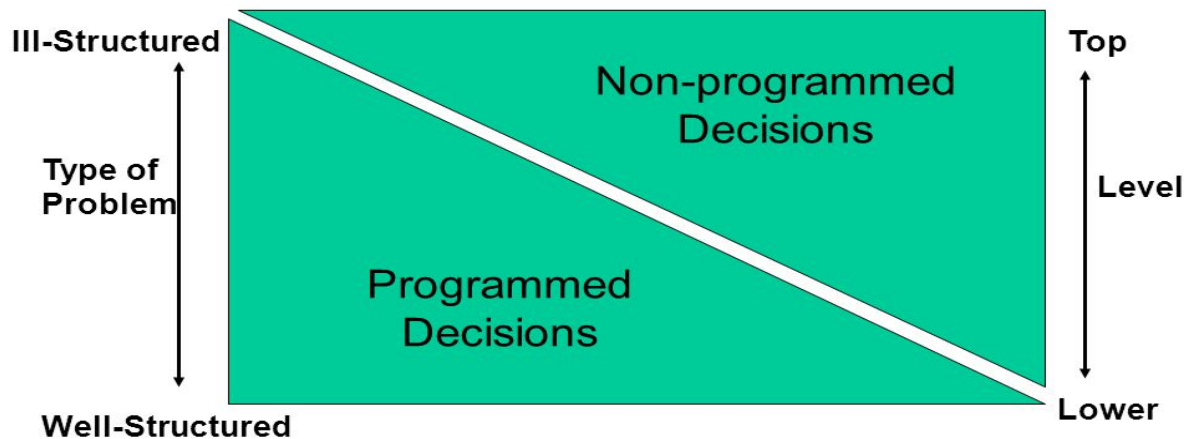 Ill-Structured
Top
Non-programmed
Decisions
Type of
Problem
Level
Programmed
Decisions
Well-Structured
Lower